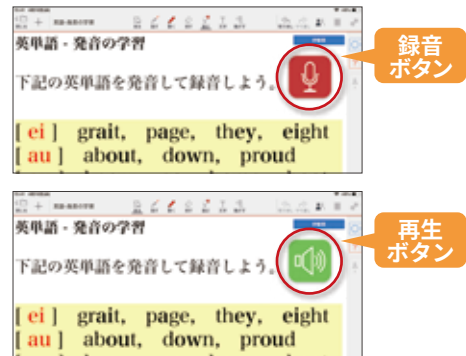 英単語・発音の学習
録音
ボタン
下記の英単語を発音して録音しよう。
[ ei ] grait, page, they, eight
[ au ] about, down, proud
英単語・発音の学習
再生
ボタン
下記の英単語を発音して録音しよう。
[ ei ] grait, page, they, eight
[ au ] about, down, proud